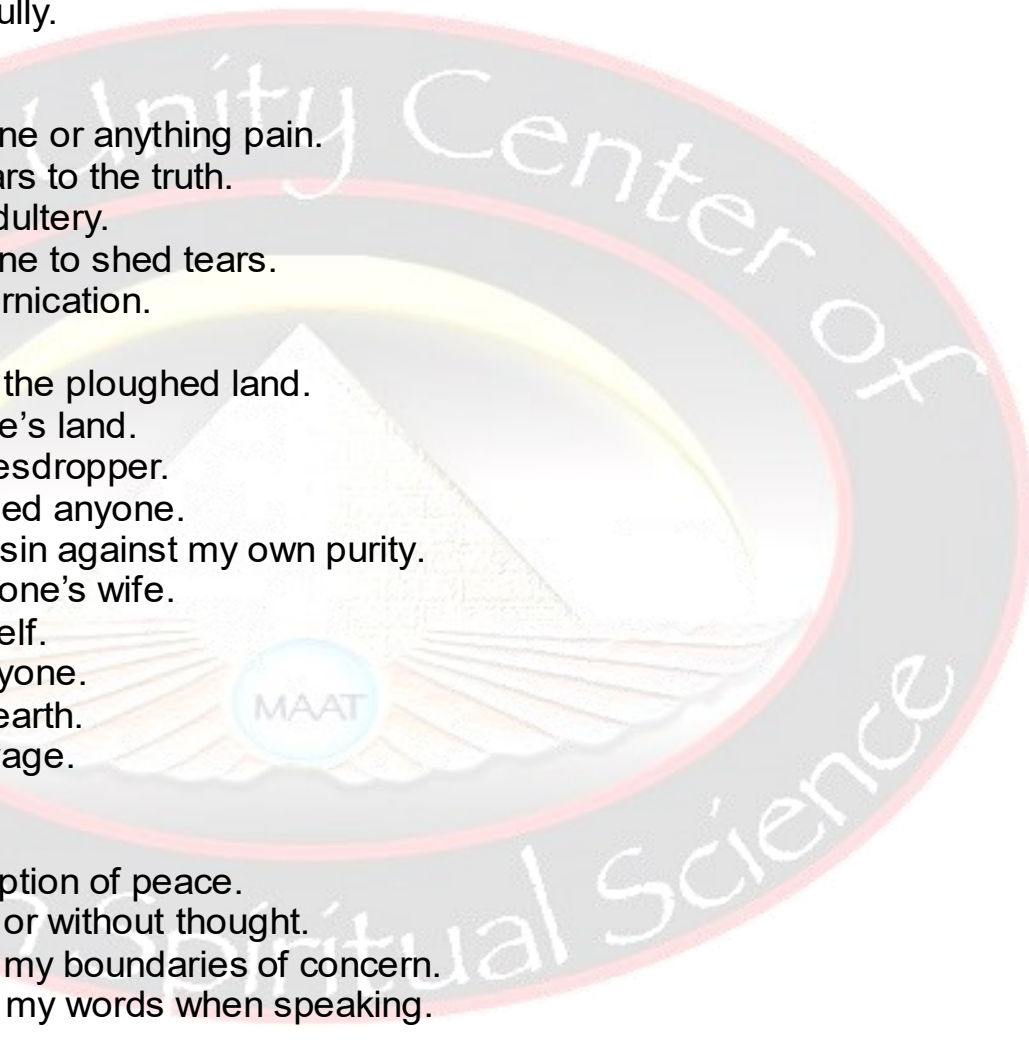 ully.
ne or anything pain.
ars to the truth.
dultery.
ne to shed tears.
rnication.
the ploughed land.
e’s land.
esdropper.
ed anyone.
sin against my own purity.
one’s wife.
elf.
yone.
earth.
age.
ption of peace.
or without thought.
my boundaries of concern.
my words when speaking.
Unity Center of
Spiritual Science
MAAT